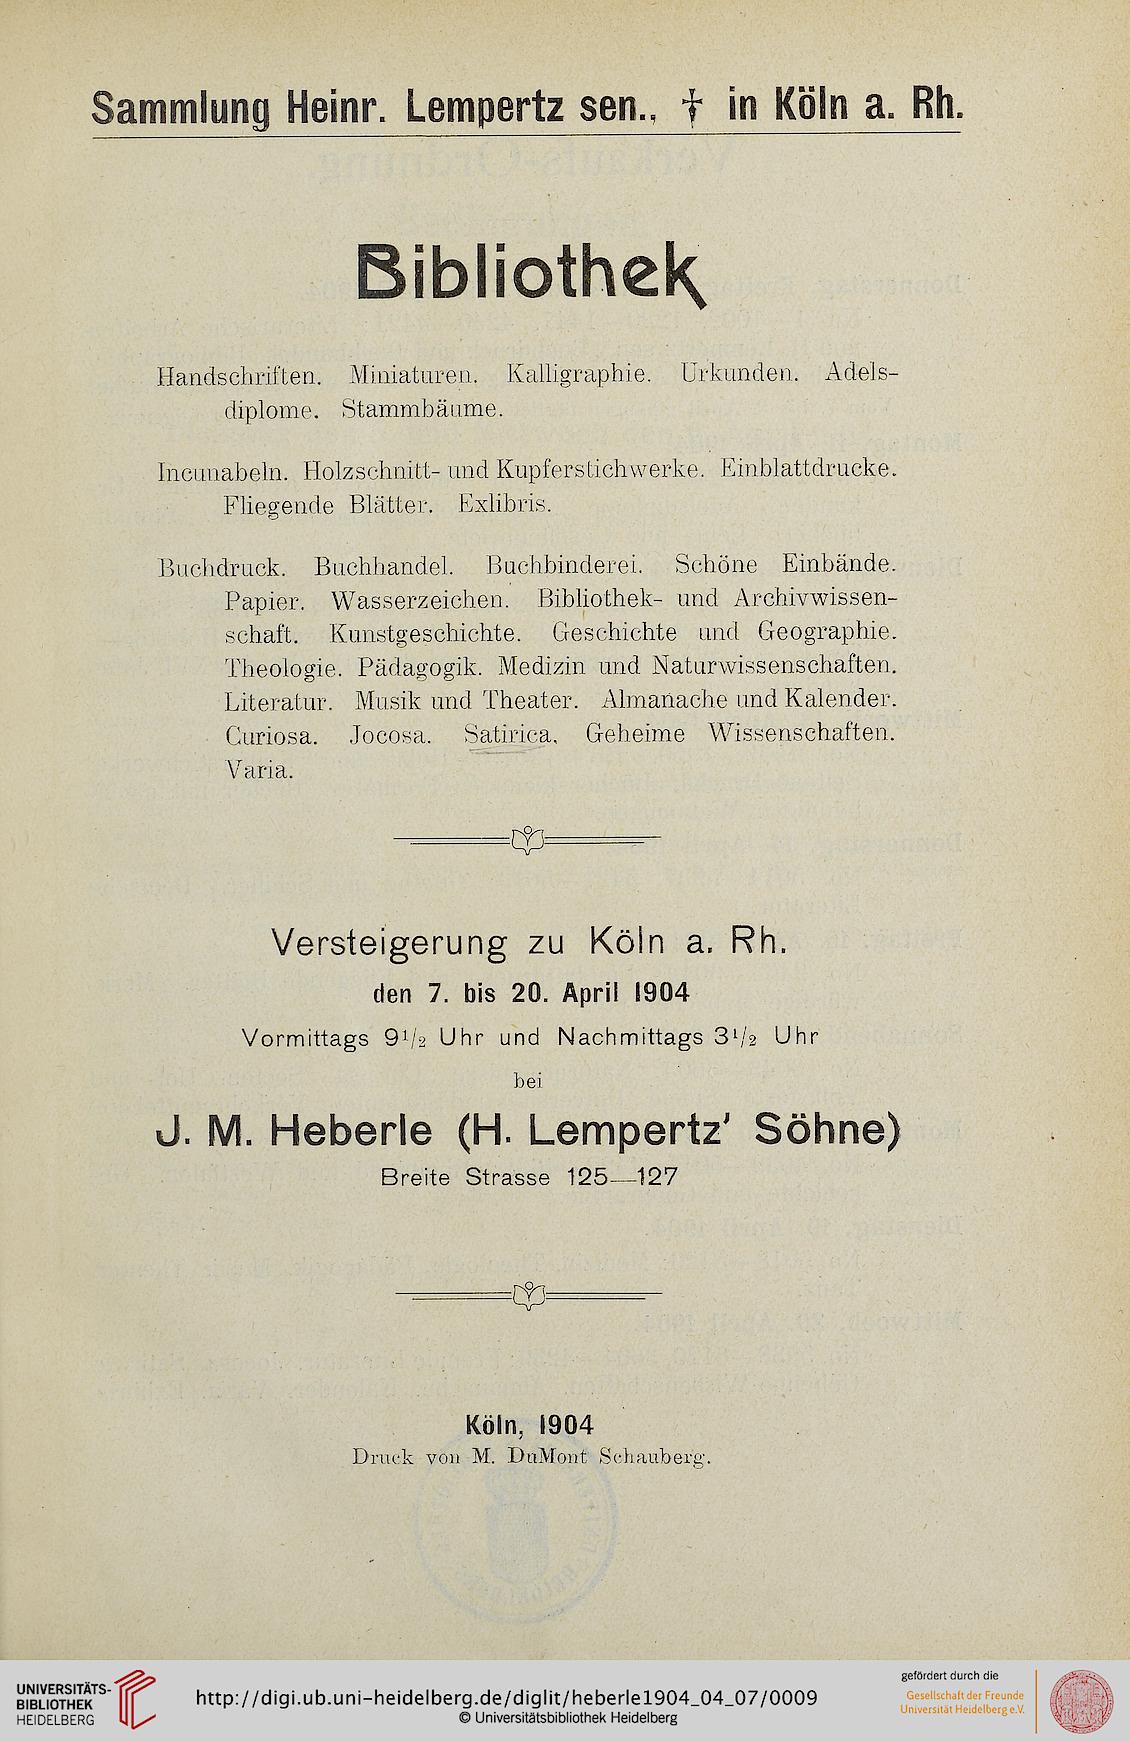 Sammlung Heinr. Lempertz sen., † in Köln a. Rh.
Bibliothek
Handschriften. Miniaturen. Kalligraphie. Urkunden. Adels-
diplome. Stammbäume.
Incunabeln. Holzschnitt- und Kupferstichwerke. Einblattdrucke.
Fliegende Blätter. Exlibris.
Buchdruck. Buchhandel. Buchbinderei. Schöne Einbände.
Papier. Wasserzeichen. Bibliothek- und Archivwissen-
schaft. Kunstgeschichte. Geschichte und Geographie.
Theologie. Pädagogik. Medizin und Naturwissenschaften.
Literatur. Musik und Theater. Almanache und Kalender.
Curiosa. Jocosa. Satirica. Geheime Wissenschaften.
Varia.
Versteigerung zu Köln a. Rh.
den 7. bis 20. April 1904
Vormittags 9½ Uhr und Nachmittags 3½ Uhr
bei
J. M. Heberle (H. Lempertz' Söhne)
Breite Strasse 125—127
Köln, 1904
Druck von M. DuMont Schauberg.
UNIVERSITÄTS-
BIBLIOTHEK
HEIDELBERG
http://digi.ub.uni-heidelberg.de/diglit/heberle1904_04_07/0009
© Universitätsbibliothek Heidelberg
gefördert durch die
Gesellschaft der Freunde
Universität Heidelberg e.V.